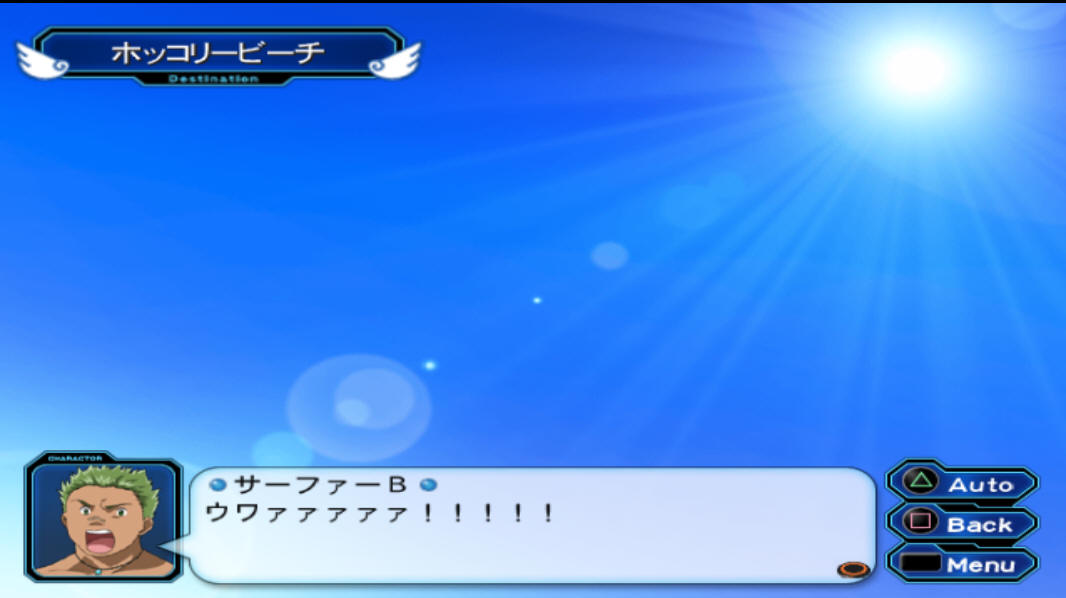 ホッコリービーチ
Destination
CHARACTOR
サーファーB
ウワァァァァァ！！！！！
Auto
Back
Menu